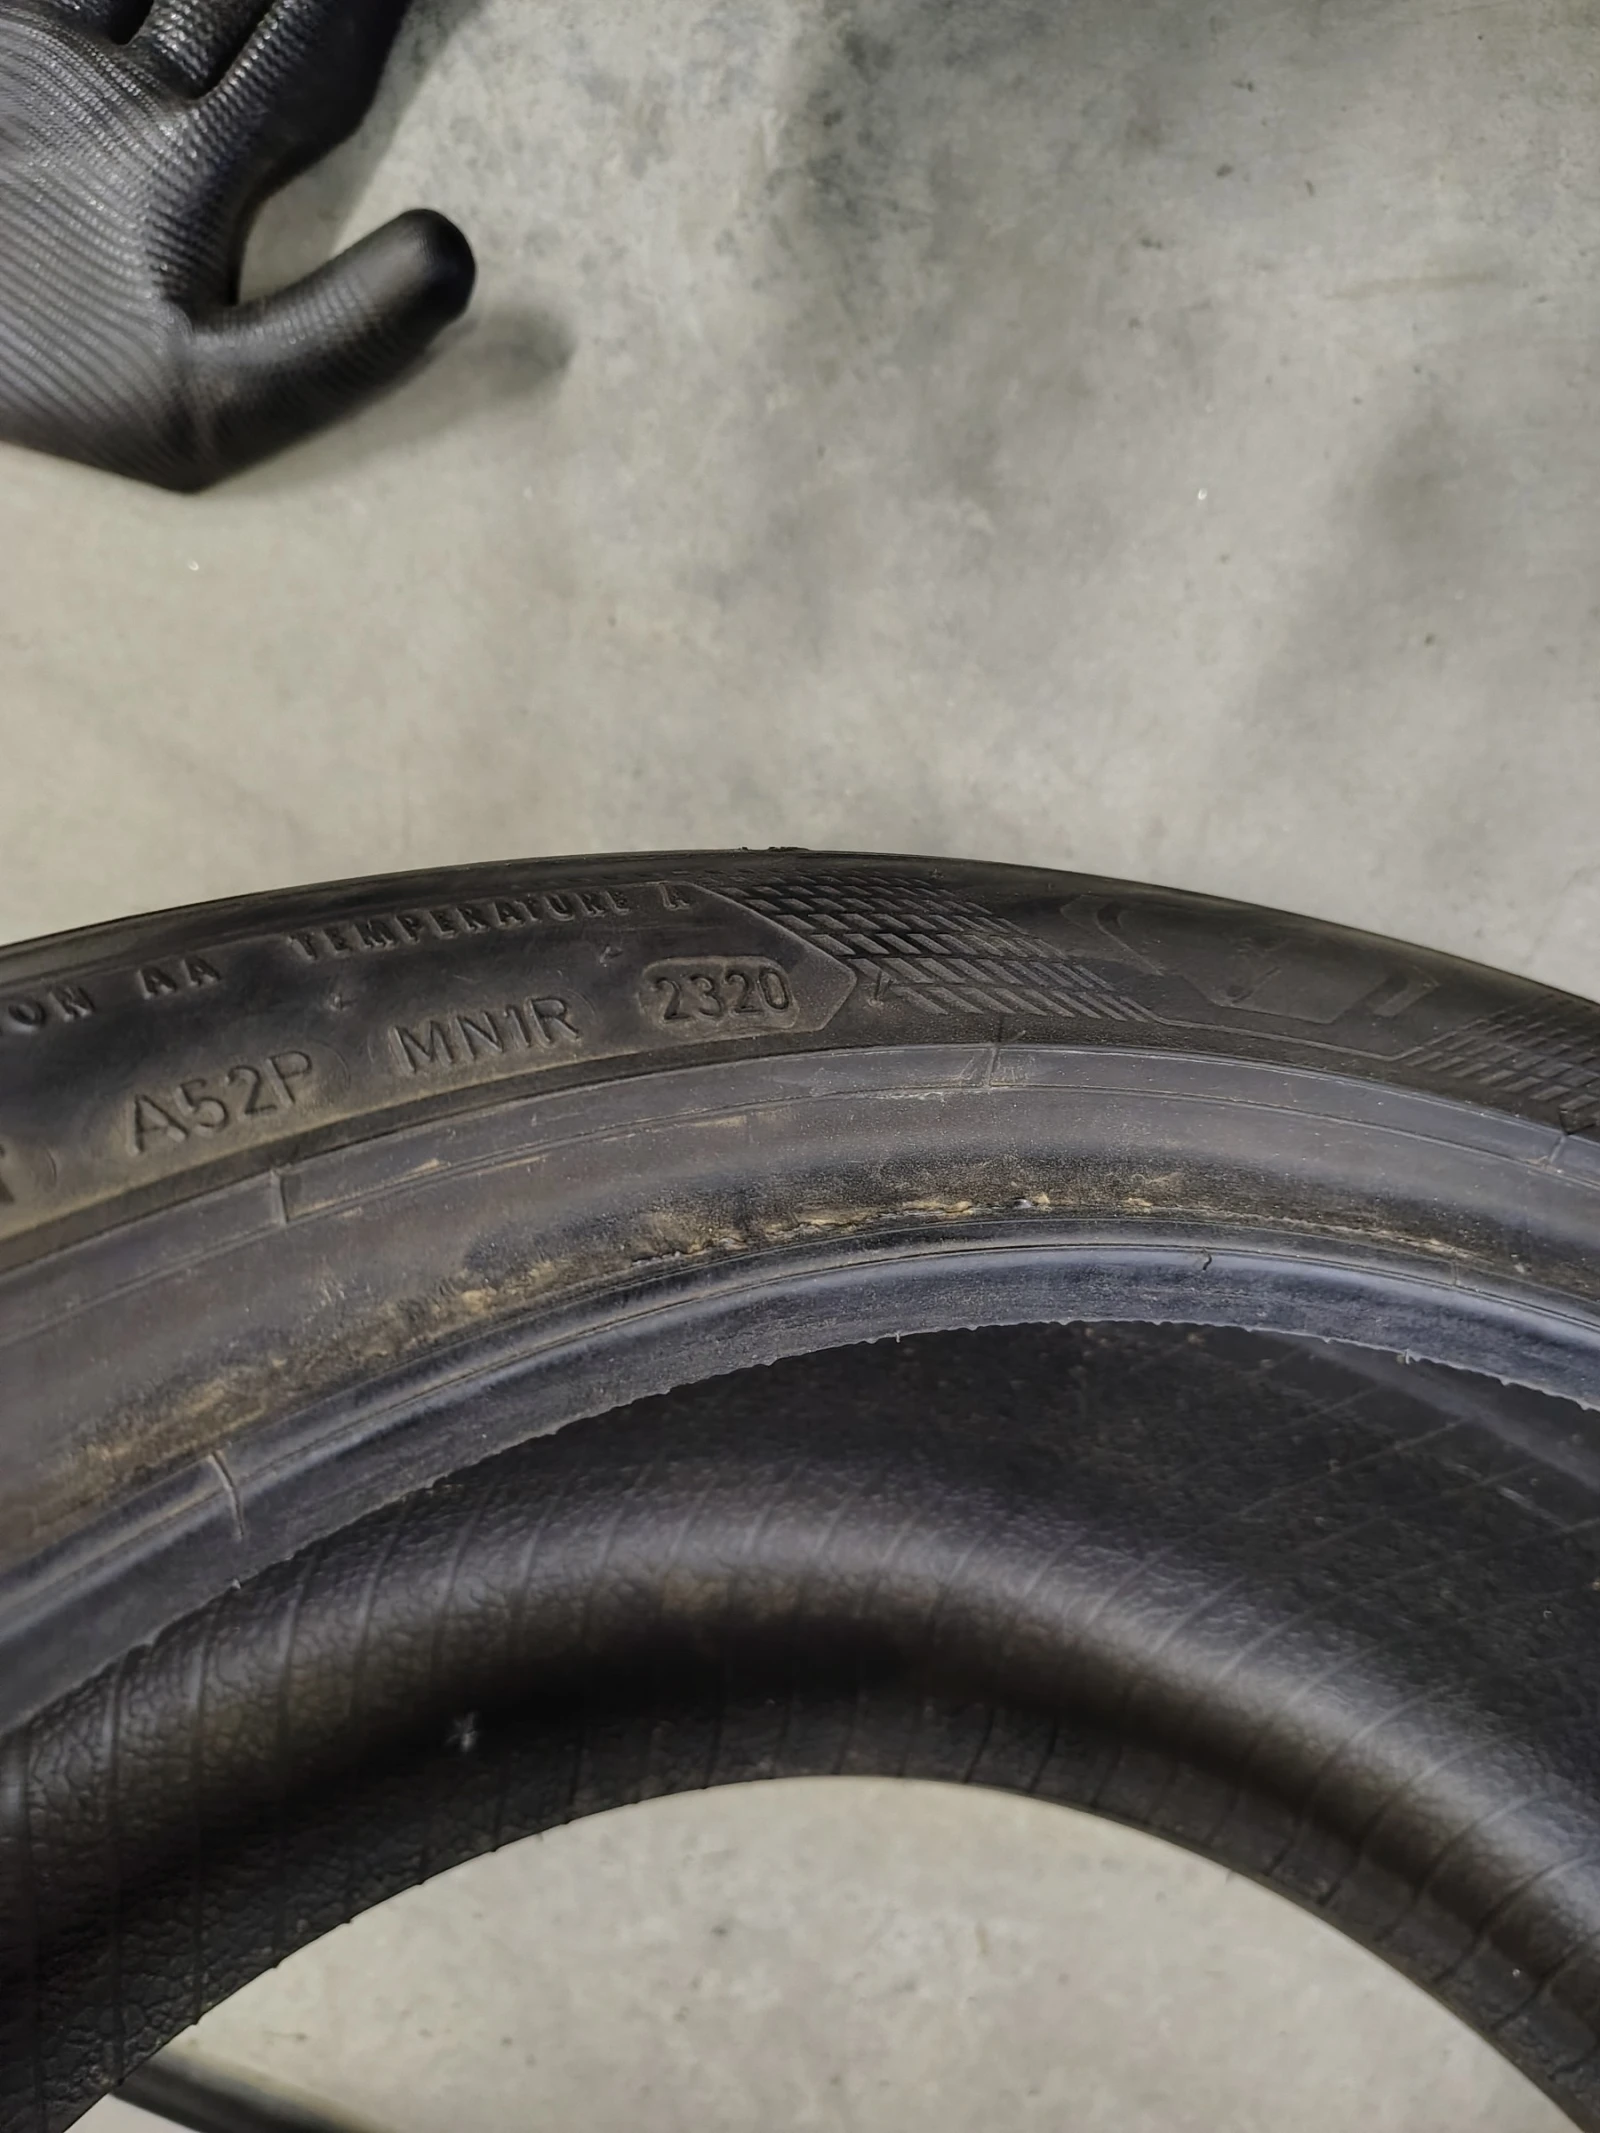 ON AA TEMPERATURE A
A52P MN1R 2320